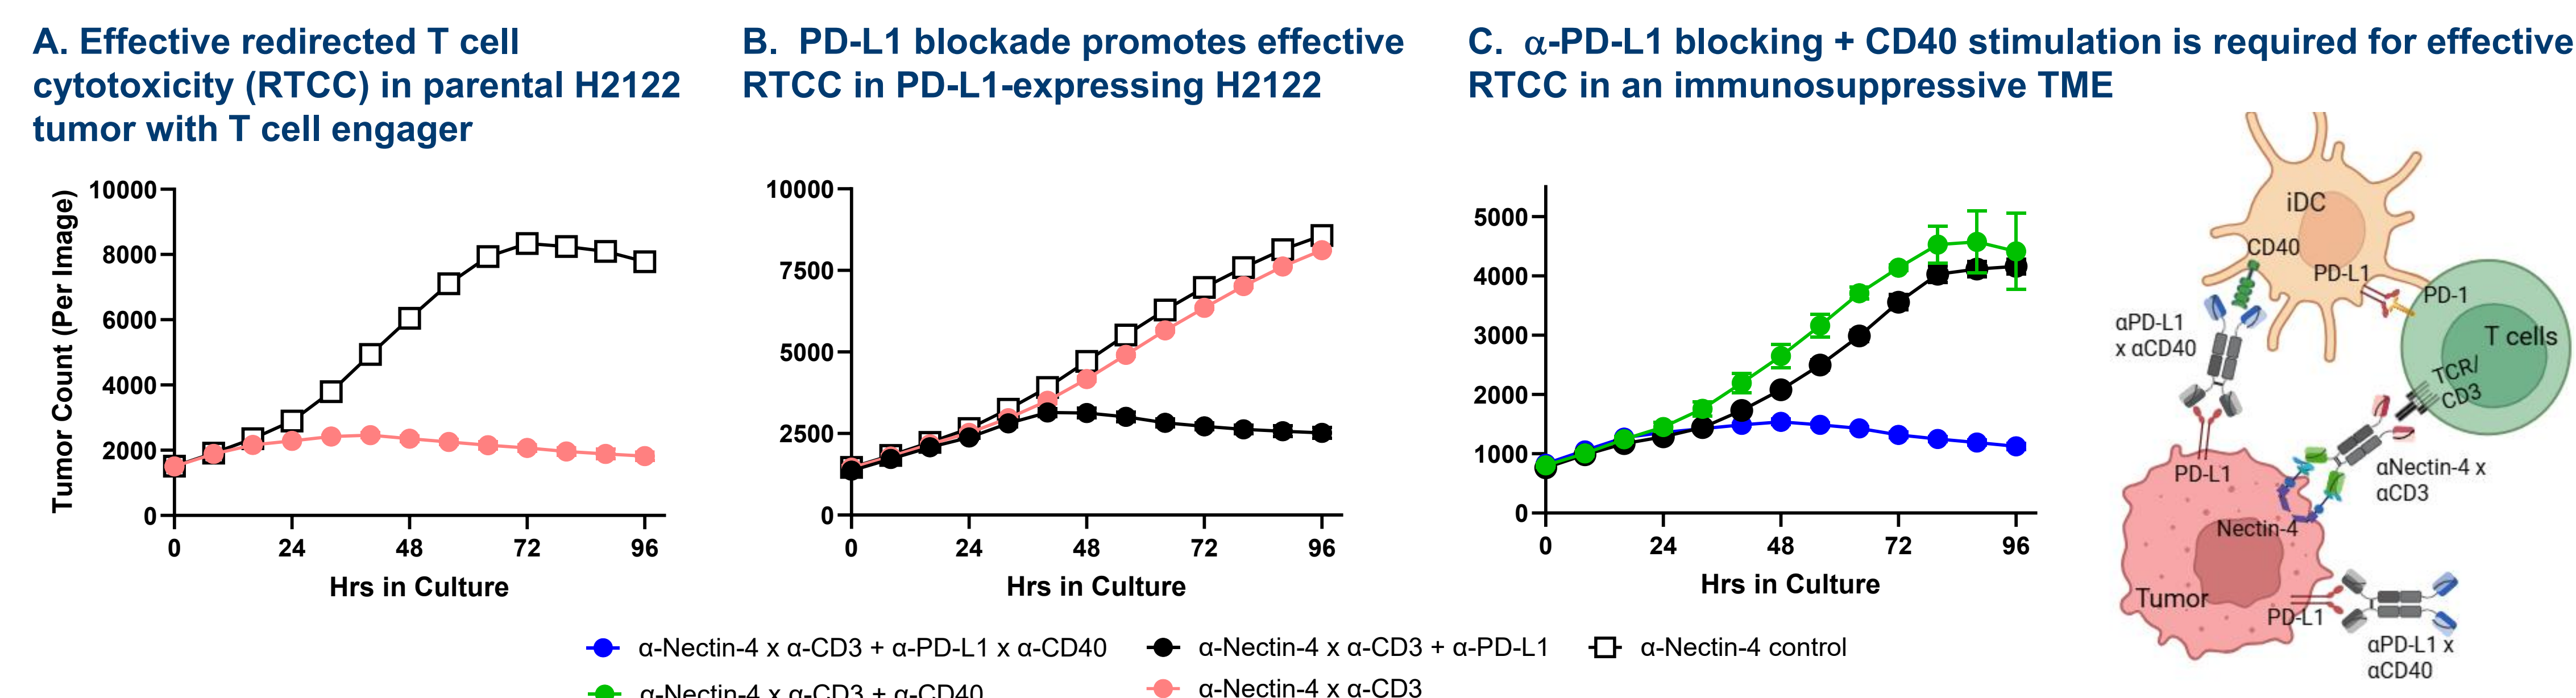 A. Effective redirected T cell
cytotoxicity (RTCC) in parental H2122
tumor with T cell engager
Tumor Count (Per Image)
10000
8000
6000
4000
2000
0
0 24 48 72 96
Hrs in Culture
B. PD-L1 blockade promotes effective
RTCC in PD-L1-expressing H2122
10000
7500
5000
2500
0
0 24 48 72 96
Hrs in Culture
C. α-PD-L1 blocking + CD40 stimulation is required for effective
RTCC in an immunosuppressive TME
5000
4000
3000
2000
1000
0
0 24 48 72 96
Hrs in Culture
iDC
CD40
PD-L1
PD-1
αPD-L1
x αCD40
T cells
TCR/
CD3
PD-L1
αNectin-4 x
αCD3
Nectin-4
Tumor
PD-L1
αPD-L1 x
αCD40
α-Nectin-4 x α-CD3 + α-PD-L1 x α-CD40
α-Nectin-4 x α-CD3 + α-PD-L1
α-Nectin-4 control
α-Nectin-4 x α-CD3 + α-CD40
α-Nectin-4 x α-CD3